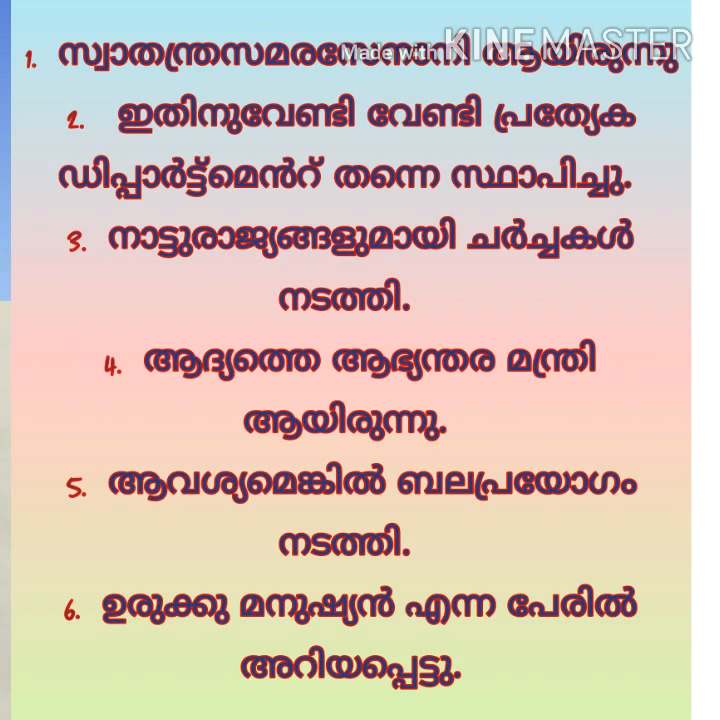 1. സ്വാതന്ത്രസമരസേനാനി ആയിരുന്നു
Made with KINEMASTER
2. ഇതിനുവേണ്ടി വേണ്ടി പ്രത്യേക
ഡിപ്പാർട്ട്മെൻറ് തന്നെ സ്ഥാപിച്ചു.
3. നാട്ടുരാജ്യങ്ങളുമായി ചർച്ചകൾ
നടത്തി.
4. ആദ്യത്തെ ആഭ്യന്തര മന്ത്രി
ആയിരുന്നു.
5. ആവശ്യമെങ്കിൽ ബലപ്രയോഗം
നടത്തി.
6. ഉരുക്കു മനുഷ്യൻ എന്ന പേരിൽ
അറിയപ്പെട്ടു.